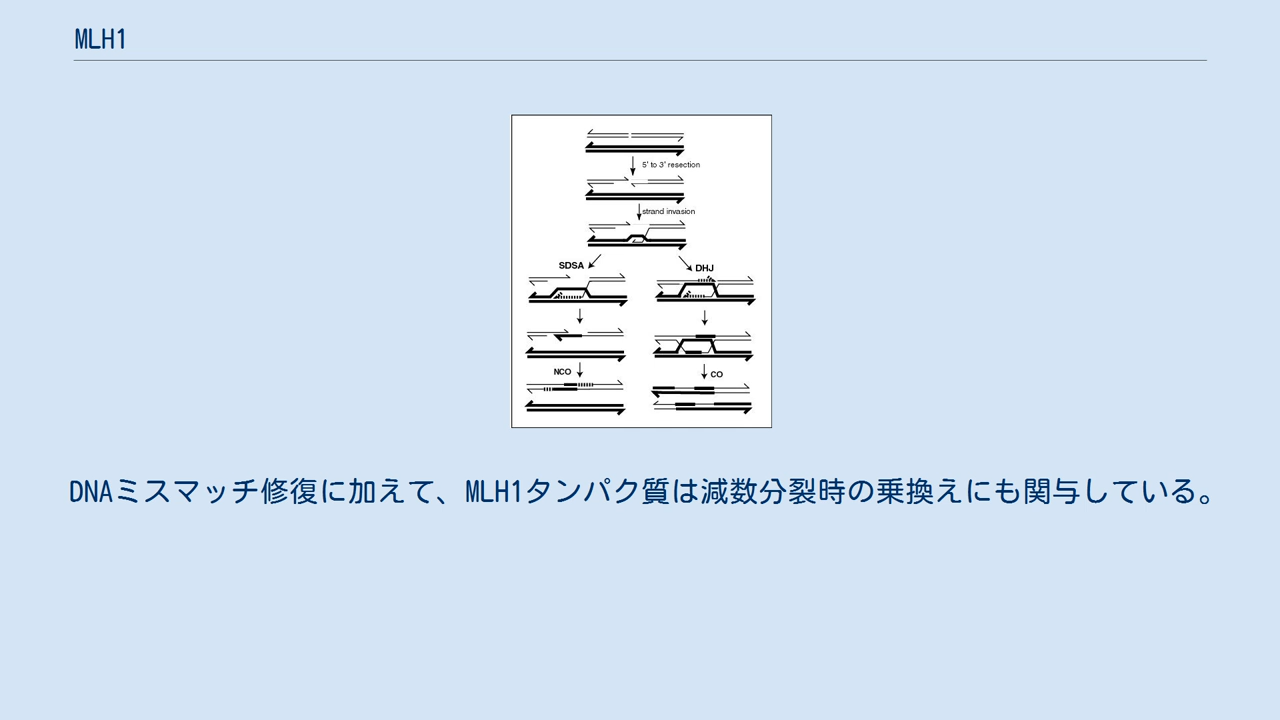 MLH1
5' to 3' resection
strand invasion
SDSA
DHJ
NCO
CO
DNAミスマッチ修復に加えて、MLH1タンパク質は減数分裂時の乗換えにも関与している。